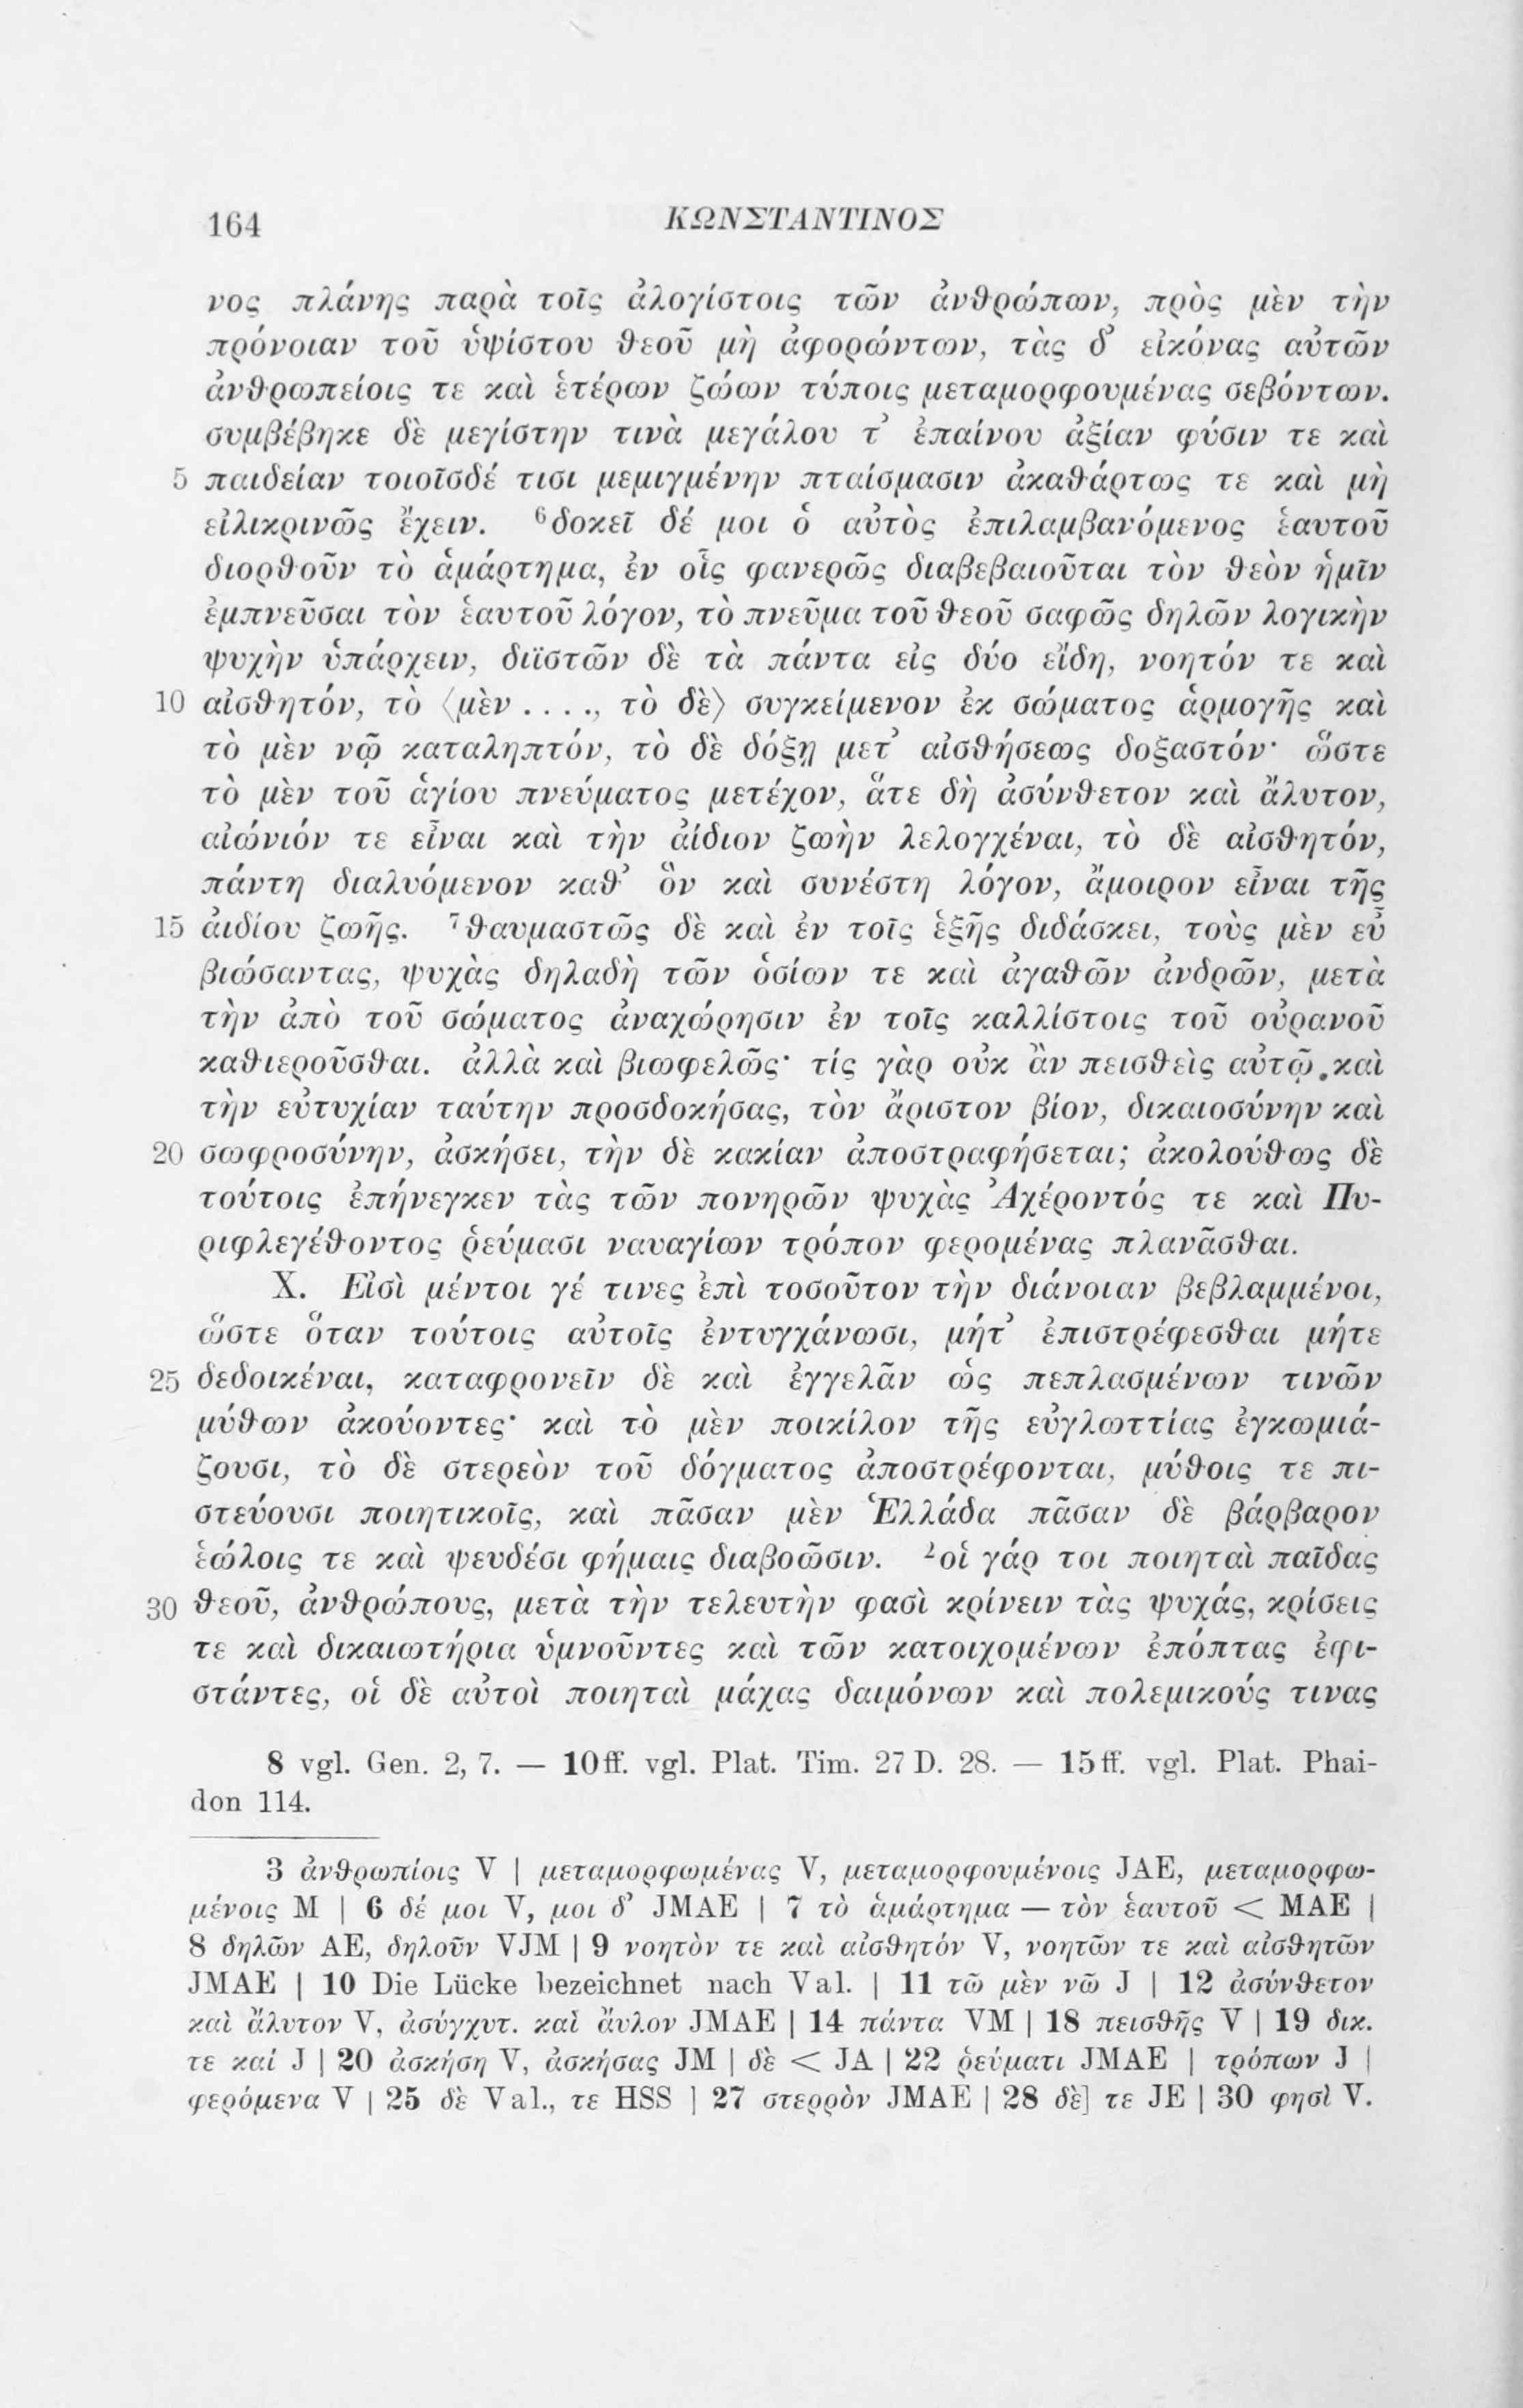 164 ΚΩΝΣΤΑΝΤΙΝΟΣ
νος πλάνης παρὰ τοῖς ἀλογίστοις τῶν ἀνθρώπων, πρὸς μὲν τὴν
πρόνοιαν τοῦ ὑψίστου θεοῦ μὴ ἀφορώντων, τὰς δ’ εἰκόνας αὐτῶν
ἀνθρωπείοις τε καὶ ἑτέρων ζώων τύποις μεταμορφουμένας σεβόντων.
συμβέβηκε δὲ μεγίστην τινὰ μεγάλου τ’ ἐπαίνου ἀξίαν φύσιν τε καὶ
5 παιδείαν τοιοῖσδέ τισι μεμιγμένην πταίσμασιν ἀκαθάρτως τε καὶ μὴ
εἰλικρινῶς ἔχειν. ⁶δοκεῖ δέ μοι ὁ αὐτὸς ἐπιλαμβανόμενος ἑαυτοῦ
διορθοῦν τὸ ἁμάρτημα, ἐν οἷς φανερῶς διαβεβαιοῦται τὸν θεὸν ἡμῖν
ἐμπνεῦσαι τὸν ἑαυτοῦ λόγον, τὸ πνεῦμα τοῦ θεοῦ σαφῶς δηλῶν λογικὴν
ψυχὴν ὑπάρχειν, διϊστῶν δὲ τὰ πάντα εἰς δύο εἴδη, νοητόν τε καὶ
10 αἰσθητόν, τὸ ⟨μὲν . . . ., τὸ δὲ⟩ συγκείμενον ἐκ σώματος ἁρμογῆς καὶ
τὸ μὲν νῷ καταληπτόν, τὸ δὲ δόξῃ μετ’ αἰσθήσεως δοξαστόν· ὥστε
τὸ μὲν τοῦ ἁγίου πνεύματος μετέχον, ἅτε δὴ ἀσύνθετον καὶ ἄλυτον,
αἰώνιόν τε εἶναι καὶ τὴν ἀίδιον ζωὴν λελογχέναι, τὸ δὲ αἰσθητόν,
πάντη διαλυόμενον καθ’ ὃν καὶ συνέστη λόγον, ἄμοιρον εἶναι τῆς
15 ἀιδίου ζωῆς. ⁷θαυμαστῶς δὲ καὶ ἐν τοῖς ἑξῆς διδάσκει, τοὺς μὲν εὖ
βιώσαντας, ψυχὰς δηλαδὴ τῶν ὁσίων τε καὶ ἀγαθῶν ἀνδρῶν, μετὰ
τὴν ἀπὸ τοῦ σώματος ἀναχώρησιν ἐν τοῖς καλλίστοις τοῦ οὐρανοῦ
καθιεροῦσθαι. ἀλλὰ καὶ βιωφελῶς· τίς γὰρ οὐκ ἂν πεισθεὶς αὐτῷ καὶ
τὴν εὐτυχίαν ταύτην προσδοκήσας, τὸν ἄριστον βίον, δικαιοσύνην καὶ
20 σωφροσύνην, ἀσκήσει, τὴν δὲ κακίαν ἀποστραφήσεται; ἀκολούθως δὲ
τούτοις ἐπήνεγκεν τὰς τῶν πονηρῶν ψυχὰς Ἀχέροντός τε καὶ Πυ-
ριφλεγέθοντος ῥεύμασι ναυαγίων τρόπον φερομένας πλανᾶσθαι.
X. Εἰσὶ μέντοι γέ τινες ἐπὶ τοσοῦτον τὴν διάνοιαν βεβλαμμένοι,
ὥστε ὅταν τούτοις αὐτοῖς ἐντυγχάνωσι, μήτ’ ἐπιστρέφεσθαι μήτε
25 δεδοικέναι, καταφρονεῖν δὲ καὶ ἐγγελᾶν ὡς πεπλασμένων τινῶν
μύθων ἀκούοντες· καὶ τὸ μὲν ποικίλον τῆς εὐγλωττίας ἐγκωμιά-
ζουσι, τὸ δὲ στερεὸν τοῦ δόγματος ἀποστρέφονται, μύθοις τε πι-
στεύουσι ποιητικοῖς, καὶ πᾶσαν μὲν Ἑλλάδα πᾶσαν δὲ βάρβαρον
ἑώλοις τε καὶ ψευδέσι φήμαις διαβοῶσιν. ²οἱ γάρ τοι ποιηταὶ παῖδας
30 θεοῦ, ἀνθρώπους, μετὰ τὴν τελευτὴν φασὶ κρίνειν τὰς ψυχάς, κρίσεις
τε καὶ δικαιωτήρια ὑμνοῦντες καὶ τῶν κατοιχομένων ἐπόπτας ἐφι-
στάντες, οἱ δὲ αὐτοὶ ποιηταὶ μάχας δαιμόνων καὶ πολεμικούς τινας
8 vgl. Gen. 2, 7. — 10ff. vgl. Plat. Tim. 27 D. 28. — 15ff. vgl. Plat. Phai-
don 114.
3 ἀνθρωπίοις V | μεταμορφωμένας V, μεταμορφουμένοις JAE, μεταμορφω-
μένοις M | 6 δέ μοι V, μοι δ’ JMAE | 7 τὸ ἁμάρτημα — τὸν ἑαυτοῦ < MAE |
8 δηλῶν AE, δηλοῦν VJM | 9 νοητὸν τε καὶ αἰσθητόν V, νοητῶν τε καὶ αἰσθητῶν
JMAE | 10 Die Lücke bezeichnet nach Val. | 11 τῶ μὲν νῶ J | 12 ἀσύνθετον
καὶ ἄλυτον V, ἀσύγχυτ. καὶ ἄυλον JMAE | 14 πάντα VM | 18 πεισθῆς V | 19 δικ.
τε καί J | 20 ἀσκήση V, ἀσκήσας JM | δὲ < JA | 22 ῥεύματι JMAE | τρόπων J |
φερόμενα V | 25 δὲ Val., τε HSS | 27 στερρὸν JMAE | 28 δὲ] τε JE | 30 φησὶ V.